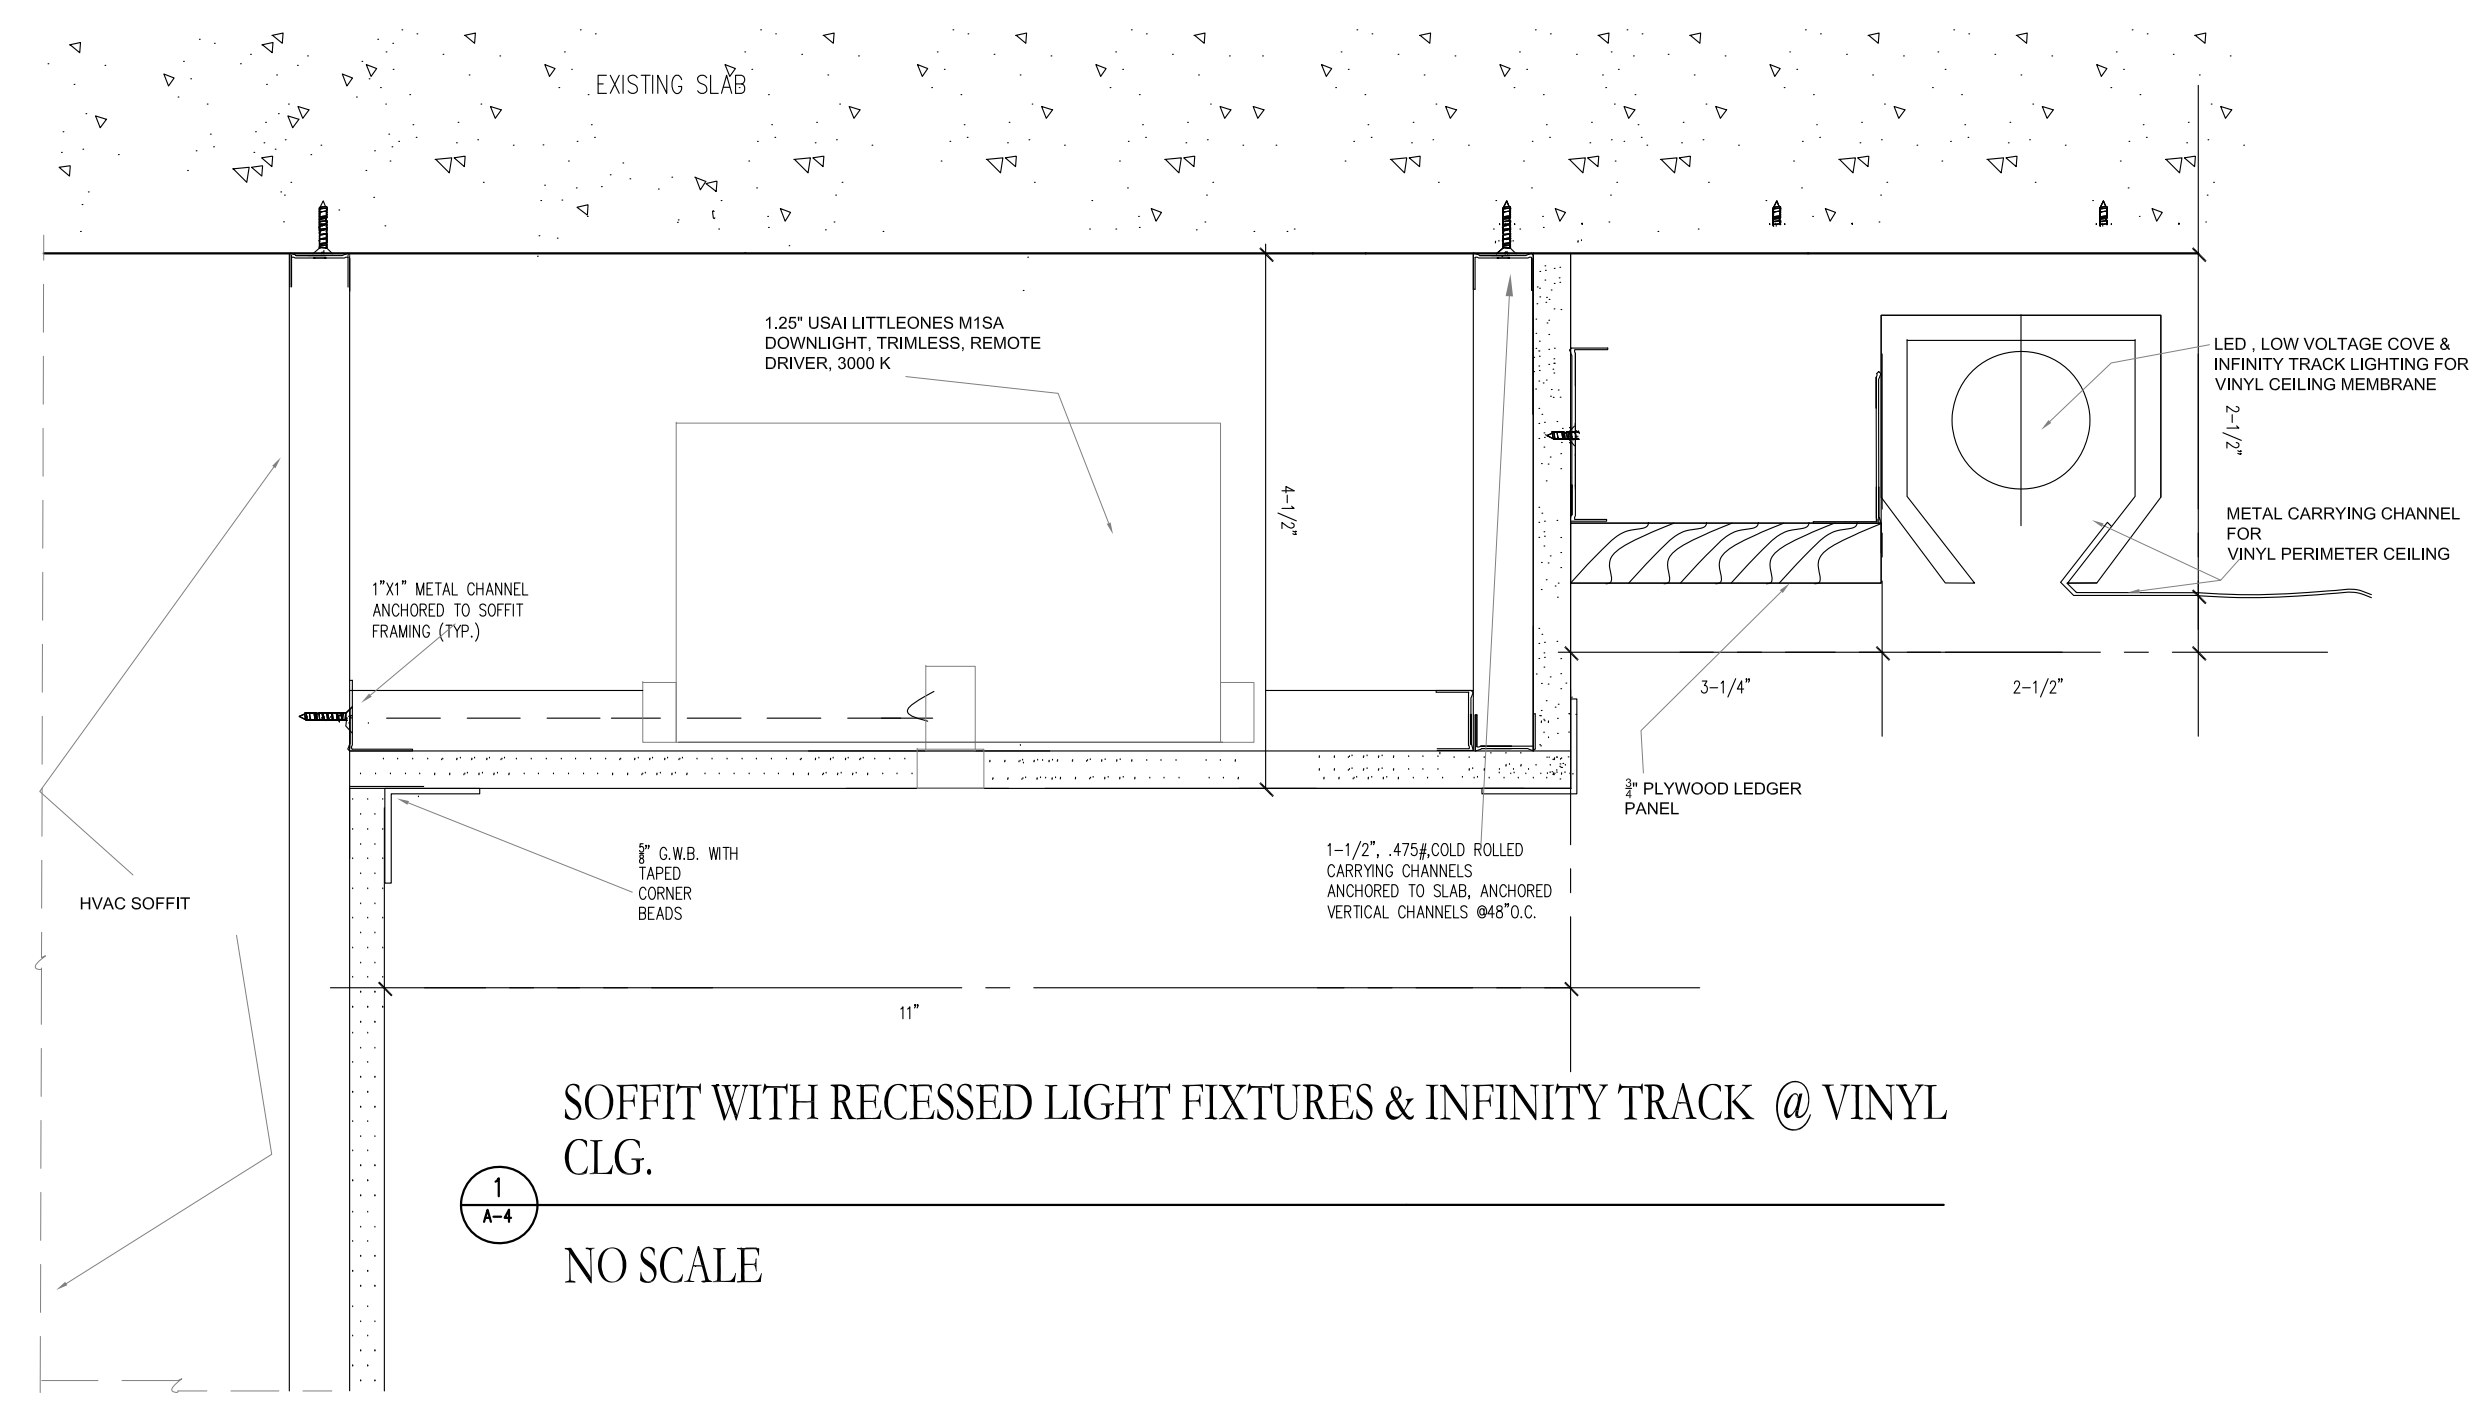 EXISTING SLAB
1.25" USAI LITTLEONES M1SA
DOWNLIGHT, TRIMLESS, REMOTE
DRIVER, 3000 K
LED , LOW VOLTAGE COVE &
INFINITY TRACK LIGHTING FOR
VINYL CEILING MEMBRANE
2-1/2"
4-1/2"
METAL CARRYING CHANNEL
FOR
VINYL PERIMETER CEILING
1"X1" METAL CHANNEL
ANCHORED TO SOFFIT
FRAMING (TYP.)
3-1/4"
2-1/2"
3/4" PLYWOOD LEDGER
PANEL
5/8" G.W.B. WITH
TAPED
CORNER
BEADS
1-1/2", .475#,COLD ROLLED
CARRYING CHANNELS
ANCHORED TO SLAB, ANCHORED
VERTICAL CHANNELS @48"O.C.
HVAC SOFFIT
11"
SOFFIT WITH RECESSED LIGHT FIXTURES & INFINITY TRACK @ VINYL
CLG.
1
A-4
NO SCALE